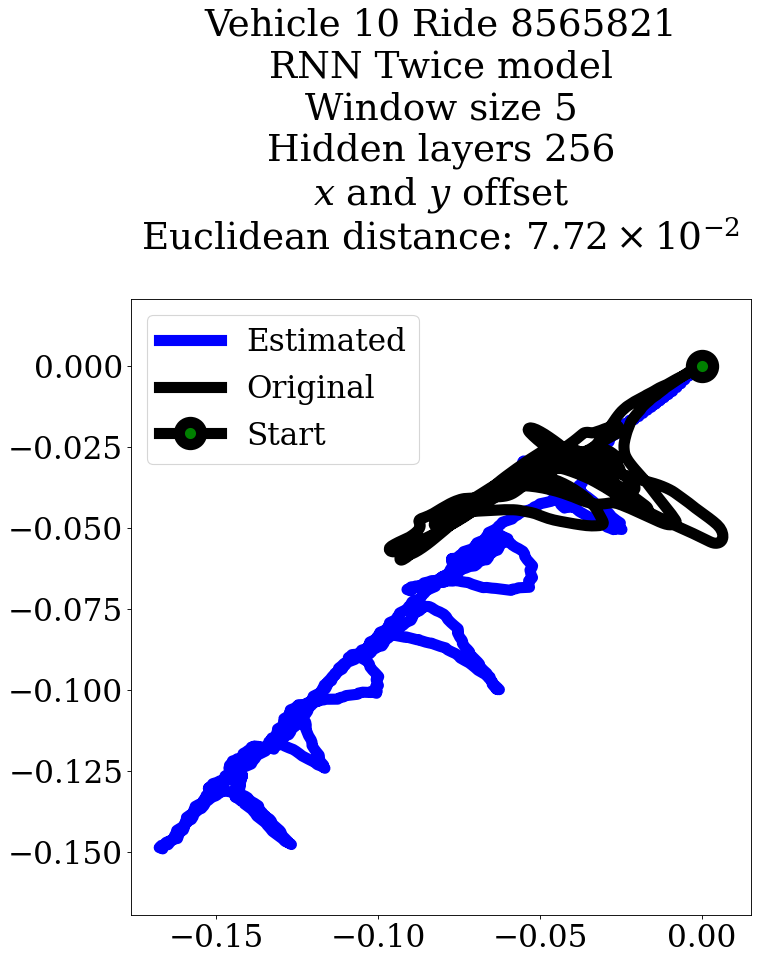 Vehicle 10 Ride 8565821
RNN Twice model
Window size 5
Hidden layers 256
x and y offset
Euclidean distance: 7.72 × 10⁻²
Estimated
Original
Start
0.000
−0.025
−0.050
−0.075
−0.100
−0.125
−0.150
−0.15 −0.10 −0.05 0.00